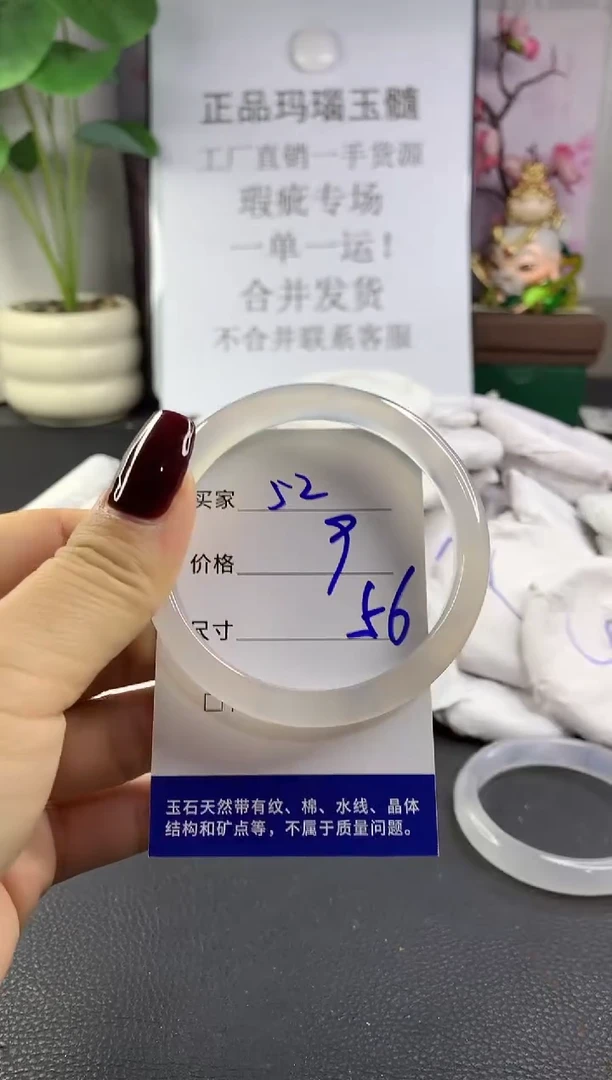 正品玛瑙玉髓
工厂直销一手货源
瑕疵专场
一单一运！
合并发货
不合并联系客服
买家 52
价格 9
尺寸 56
玉石天然带有纹、棉、水线、晶体
结构和矿点等，不属于质量问题。